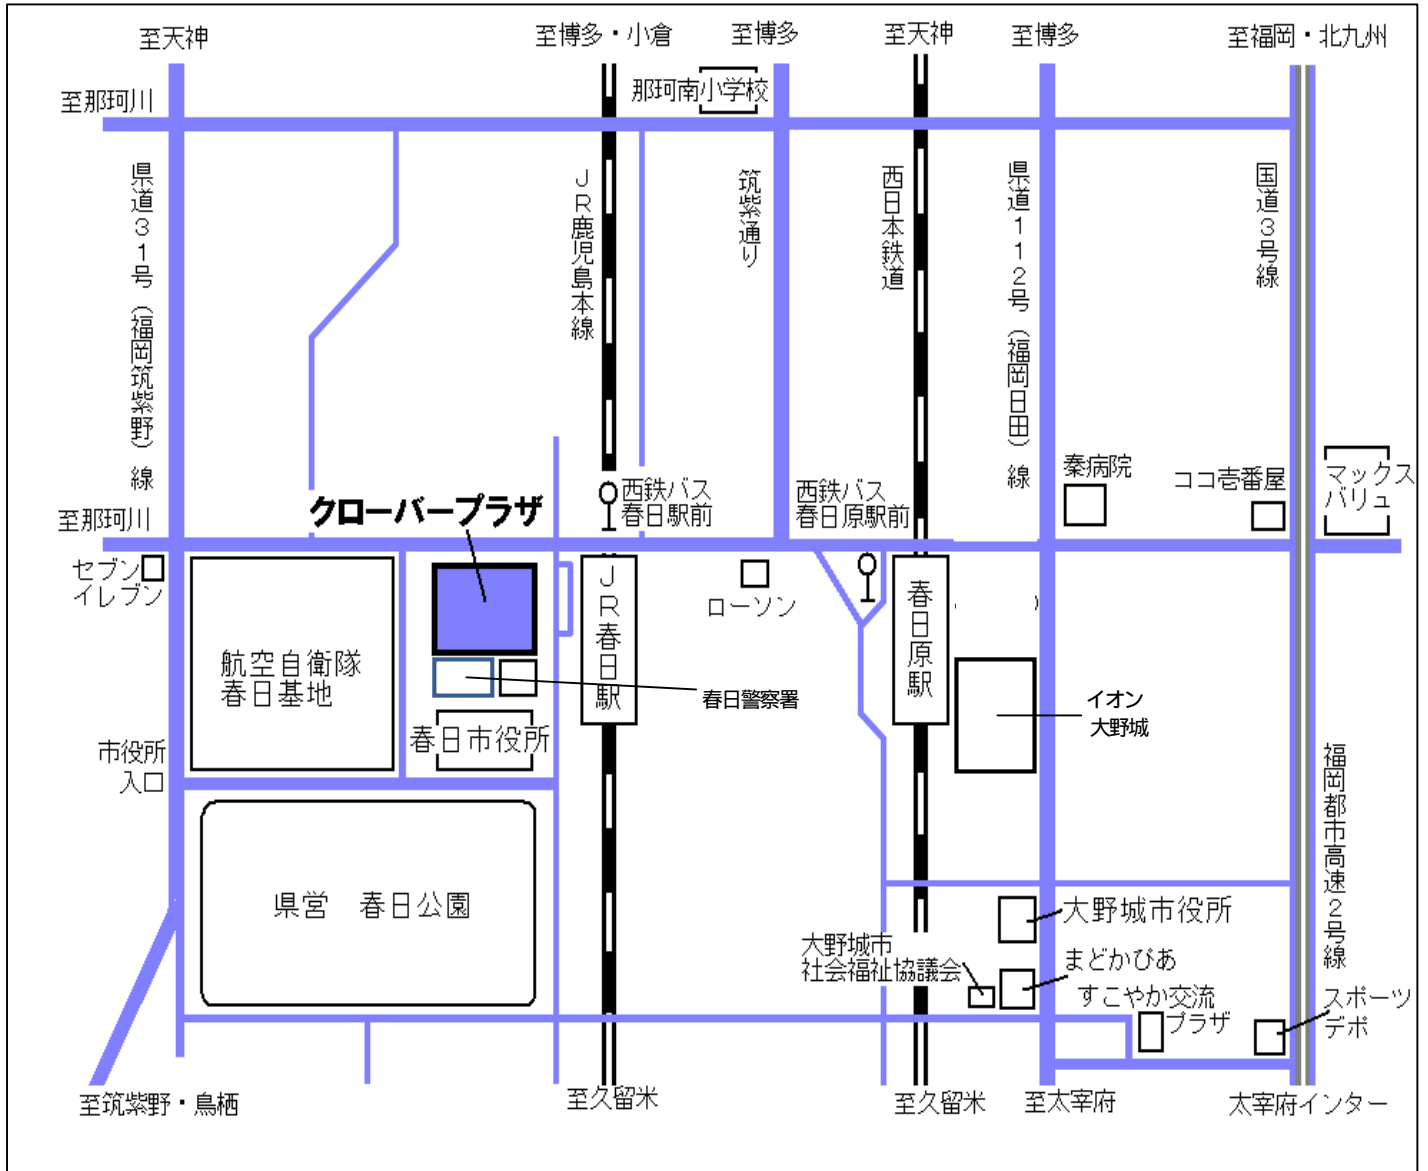 至天神
至博多・小倉
至博多
至天神
至博多
至福岡・北九州
至那珂川
那珂南小学校
県道31号(福岡筑紫野)線
JR鹿児島本線
筑紫通り
西日本鉄道
県道112号(福岡日田)線
国道3号線
秦病院
ココ壱番屋
マックス
バリュ
西鉄バス
春日駅前
西鉄バス
春日原駅前
クローバープラザ
至那珂川
セブン
イレブン
JR春日駅
ローソン
春日原駅
航空自衛隊
春日基地
春日警察署
イオン
大野城
春日市役所
市役所
入口
福岡都市高速2号線
県営 春日公園
大野城市役所
大野城市
社会福祉協議会
まどかぴあ
すこやか交流
プラザ
スポーツ
デポ
至筑紫野・鳥栖
至久留米
至久留米
至太宰府
太宰府インター